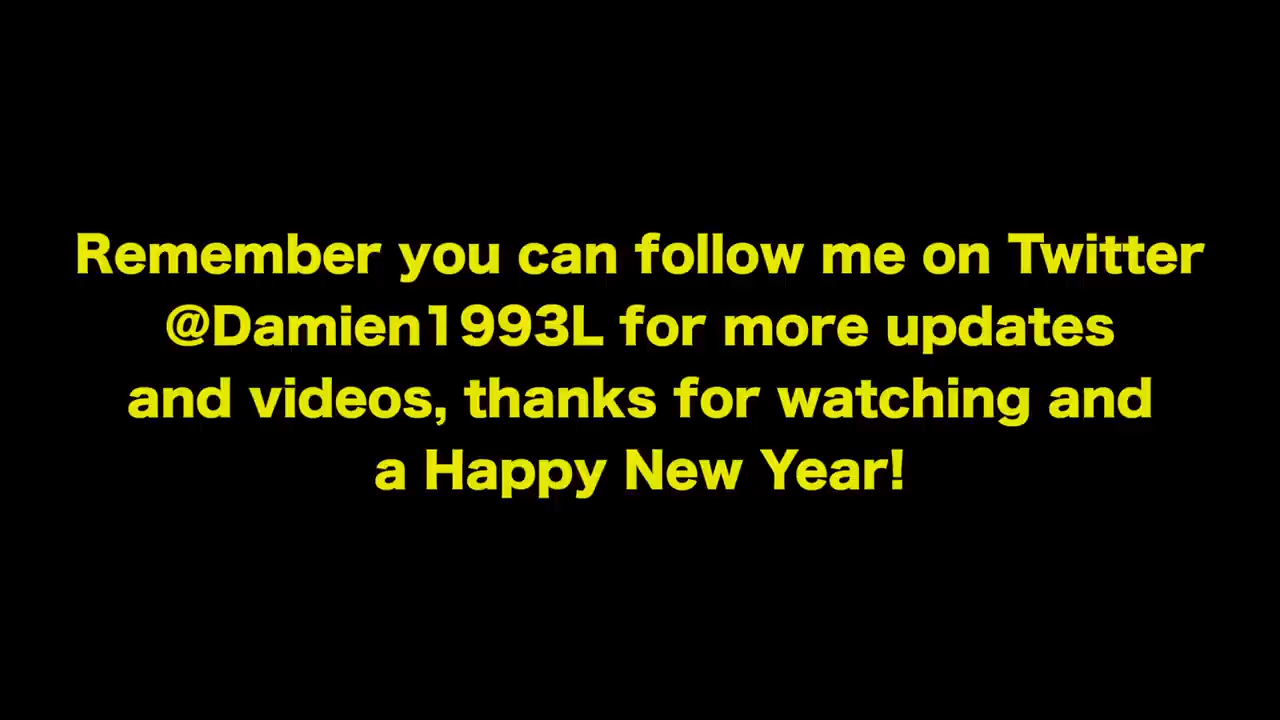 Remember you can follow me on Twitter
@Damien1993L for more updates
and videos, thanks for watching and
a Happy New Year!